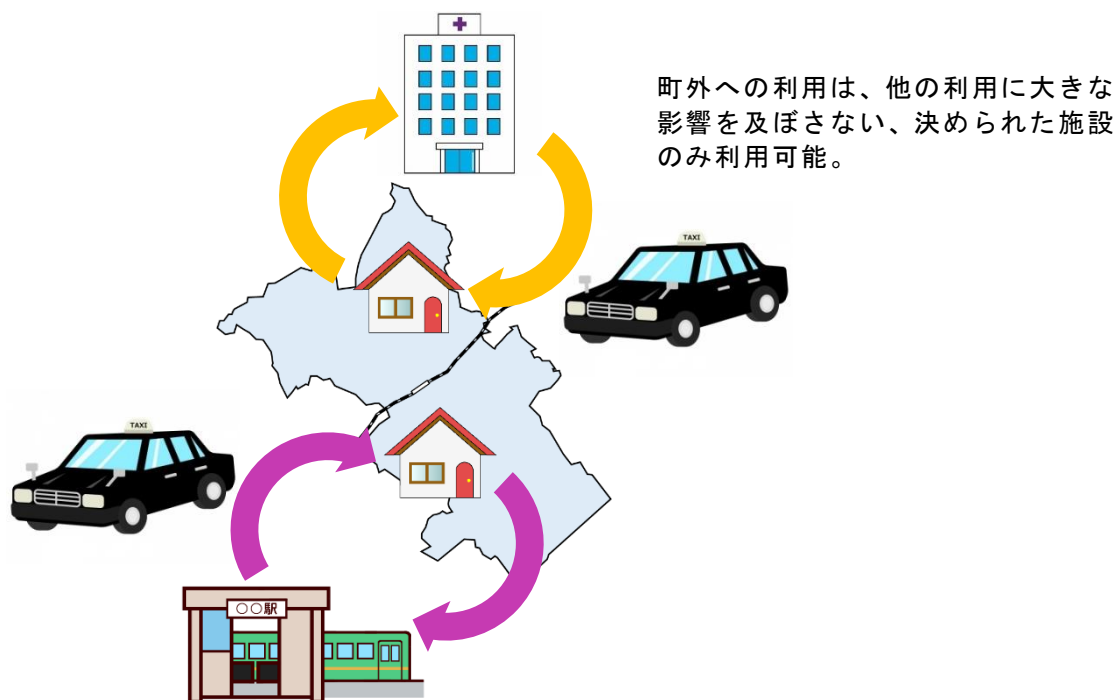 町外への利用は、他の利用に大きな
影響を及ぼさない、決められた施設
のみ利用可能。
TAXI
TAXI
○○駅